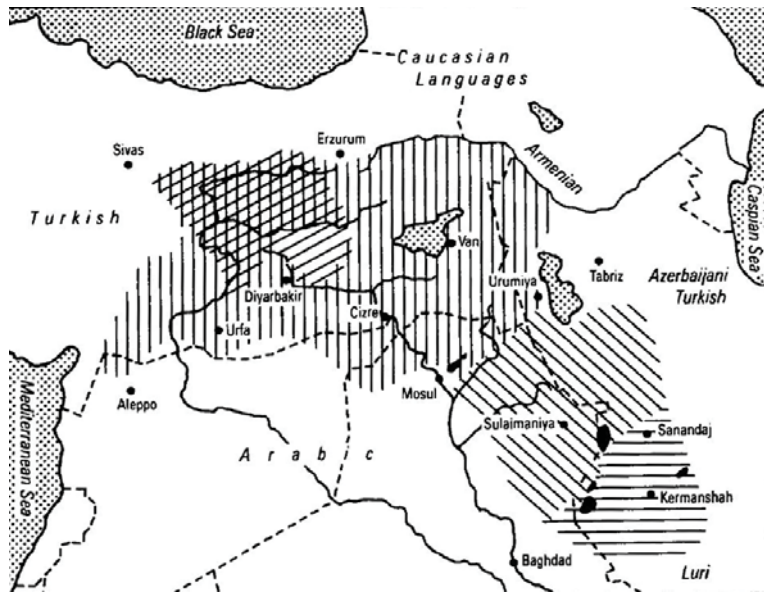 Black Sea
Caucasian
Languages
Sivas
Erzurum
Armenian
Caspian Sea
Turkish
Van
Tabriz
Azerbaijani
Turkish
Urumiya
Diyarbakir
Cizre
Urfa
Mosul
Aleppo
Mediterranean Sea
Sulaimaniya
Sanandaj
Arabic
Kermanshah
Baghdad
Luri